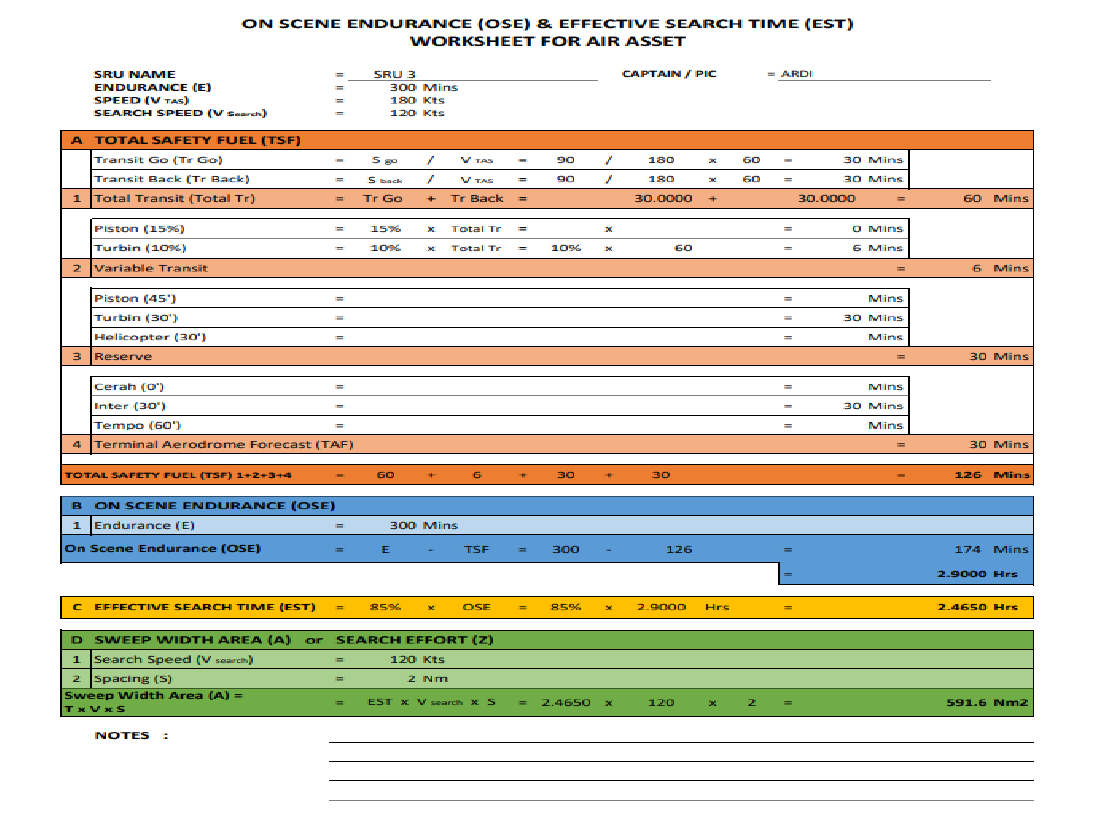 ON SCENE ENDURANCE (OSE) & EFFECTIVE SEARCH TIME (EST)
WORKSHEET FOR AIR ASSET
SRU NAME = SRU 3 CAPTAIN / PIC = ARDI
ENDURANCE (E) = 300 Mins
SPEED (V TAS) = 180 Kts
SEARCH SPEED (V Search) = 120 Kts
A TOTAL SAFETY FUEL (TSF)
Transit Go (Tr Go) = S go / V TAS = 90 / 180 x 60 = 30 Mins
Transit Back (Tr Back) = S back / V TAS = 90 / 180 x 60 = 30 Mins
1 Total Transit (Total Tr) = Tr Go + Tr Back = 30.0000 + 30.0000 = 60 Mins
Piston (15%) = 15% x Total Tr = x = 0 Mins
Turbin (10%) = 10% x Total Tr = 10% x 60 = 6 Mins
2 Variable Transit = 6 Mins
Piston (45') = = Mins
Turbin (30') = = 30 Mins
Helicopter (30') = = Mins
3 Reserve = 30 Mins
Cerah (0') = = Mins
Inter (30') = = 30 Mins
Tempo (60') = = Mins
4 Terminal Aerodrome Forecast (TAF) = 30 Mins
TOTAL SAFETY FUEL (TSF) 1+2+3+4 = 60 + 6 + 30 + 30 = 126 Mins
B ON SCENE ENDURANCE (OSE)
1 Endurance (E) = 300 Mins
On Scene Endurance (OSE) = E - TSF = 300 - 126 = 174 Mins
= 2.9000 Hrs
C EFFECTIVE SEARCH TIME (EST) = 85% x OSE = 85% x 2.9000 Hrs = 2.4650 Hrs
D SWEEP WIDTH AREA (A) or SEARCH EFFORT (Z)
1 Search Speed (V search) = 120 Kts
2 Spacing (S) = 2 Nm
Sweep Width Area (A) =
T x V x S = EST x V search x S = 2.4650 x 120 x 2 = 591.6 Nm2
NOTES :